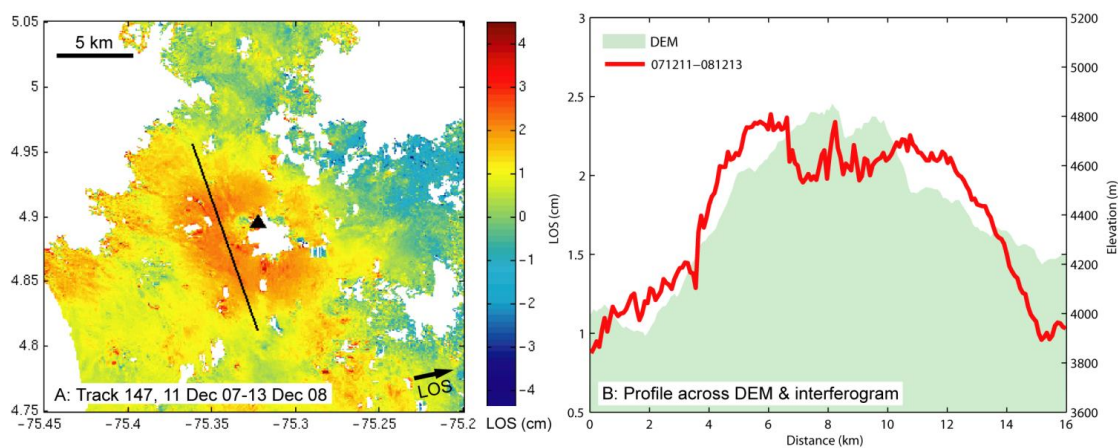 5.05
5
4.95
4.9
4.85
4.8
4.75
5 km
A: Track 147, 11 Dec 07-13 Dec 08
LOS
−75.45 −75.4 −75.35 −75.3 −75.25 −75.2
4
3
2
1
0
−1
−2
−3
−4
LOS (cm)
3
2.5
2
1.5
1
0.5
LOS (cm)
DEM
071211−081213
B: Profile across DEM & interferogram
0 2 4 6 8 10 12 14 16
Distance (km)
5200
5000
4800
4600
4400
4200
4000
3800
3600
Elevation (m)